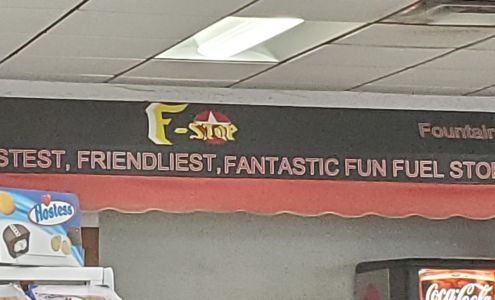 F-STOP
Fountain
STEST, FRIENDLIEST, FANTASTIC FUN FUEL STO
Hostess
Coca-Cola